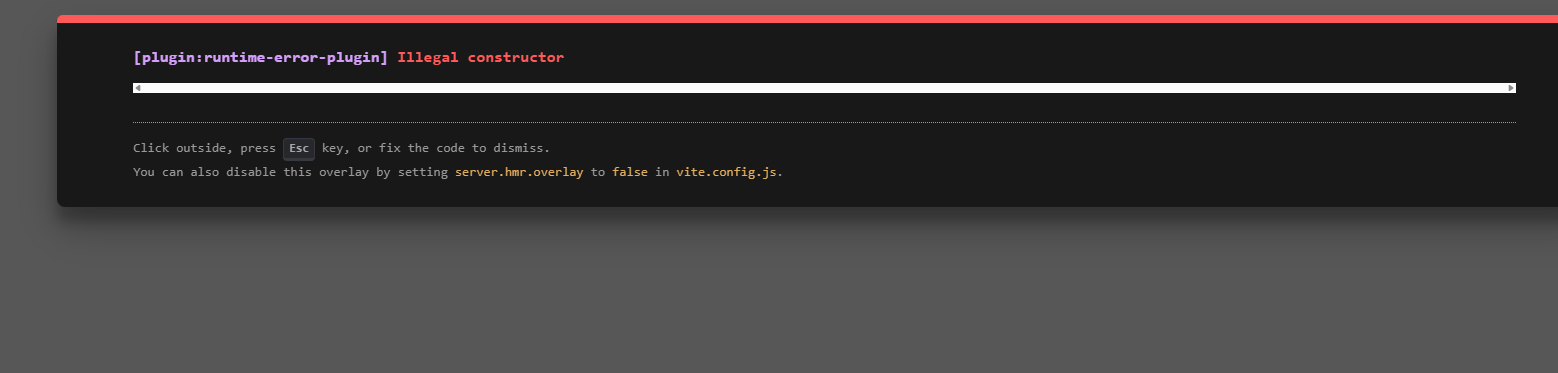 [plugin:runtime-error-plugin] Illegal constructor
Click outside, press Esc key, or fix the code to dismiss.
You can also disable this overlay by setting server.hmr.overlay to false in vite.config.js.